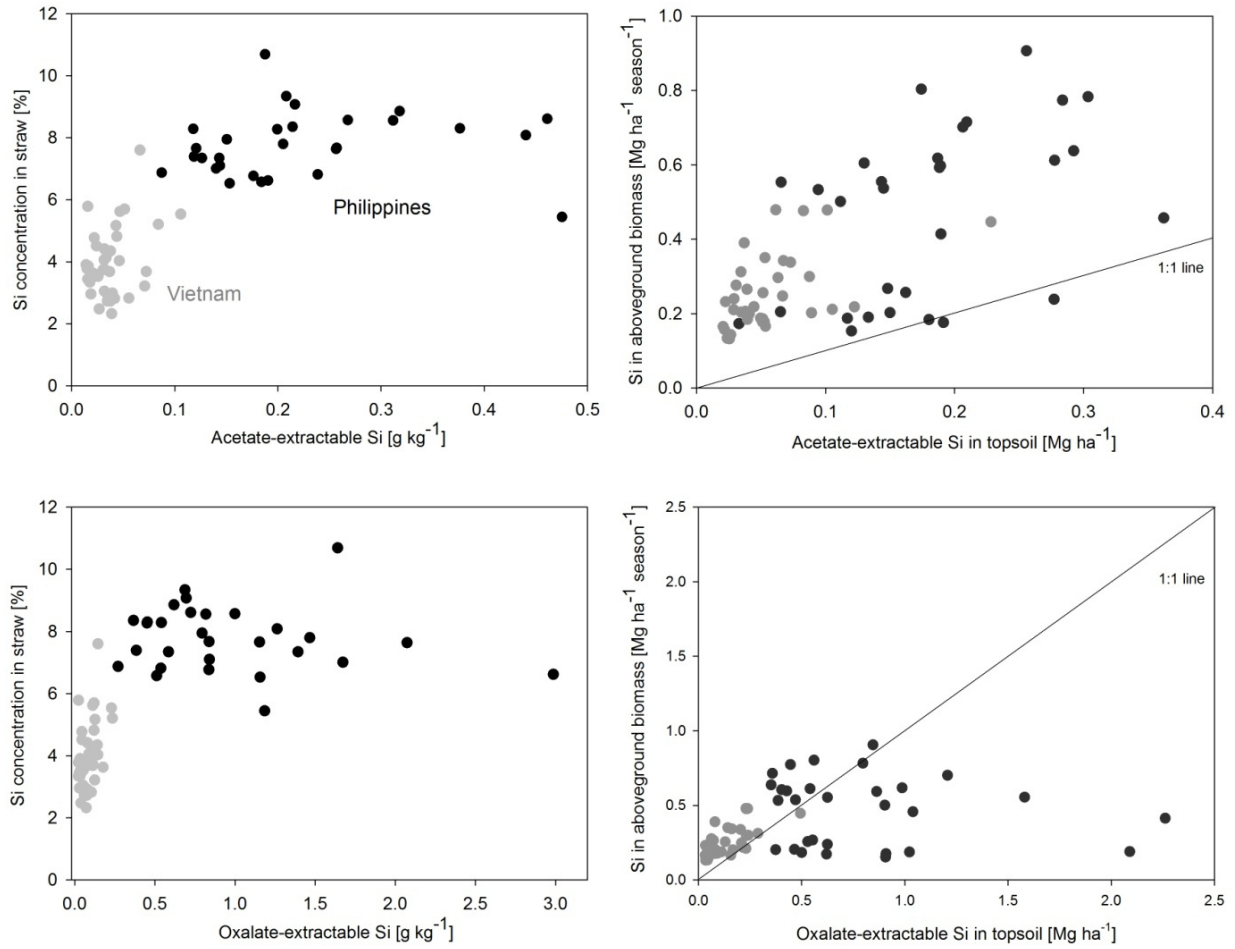 Si concentration in straw [%]
12
10
8
6
4
2
0
Philippines
Vietnam
0.0 0.1 0.2 0.3 0.4 0.5
Acetate-extractable Si [g kg⁻¹]
Si in aboveground biomass [Mg ha⁻¹ season⁻¹]
1.0
0.8
0.6
0.4
0.2
0.0
1:1 line
0.0 0.1 0.2 0.3 0.4
Acetate-extractable Si in topsoil [Mg ha⁻¹]
Si concentration in straw [%]
12
10
8
6
4
2
0
0.0 0.5 1.0 1.5 2.0 2.5 3.0
Oxalate-extractable Si [g kg⁻¹]
Si in aboveground biomass [Mg ha⁻¹ season⁻¹]
2.5
2.0
1.5
1.0
0.5
0.0
1:1 line
0.0 0.5 1.0 1.5 2.0 2.5
Oxalate-extractable Si in topsoil [Mg ha⁻¹]